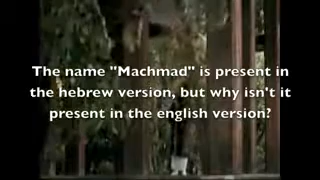 The name "Machmad" is present in
the hebrew version, but why isn't it
present in the english version?